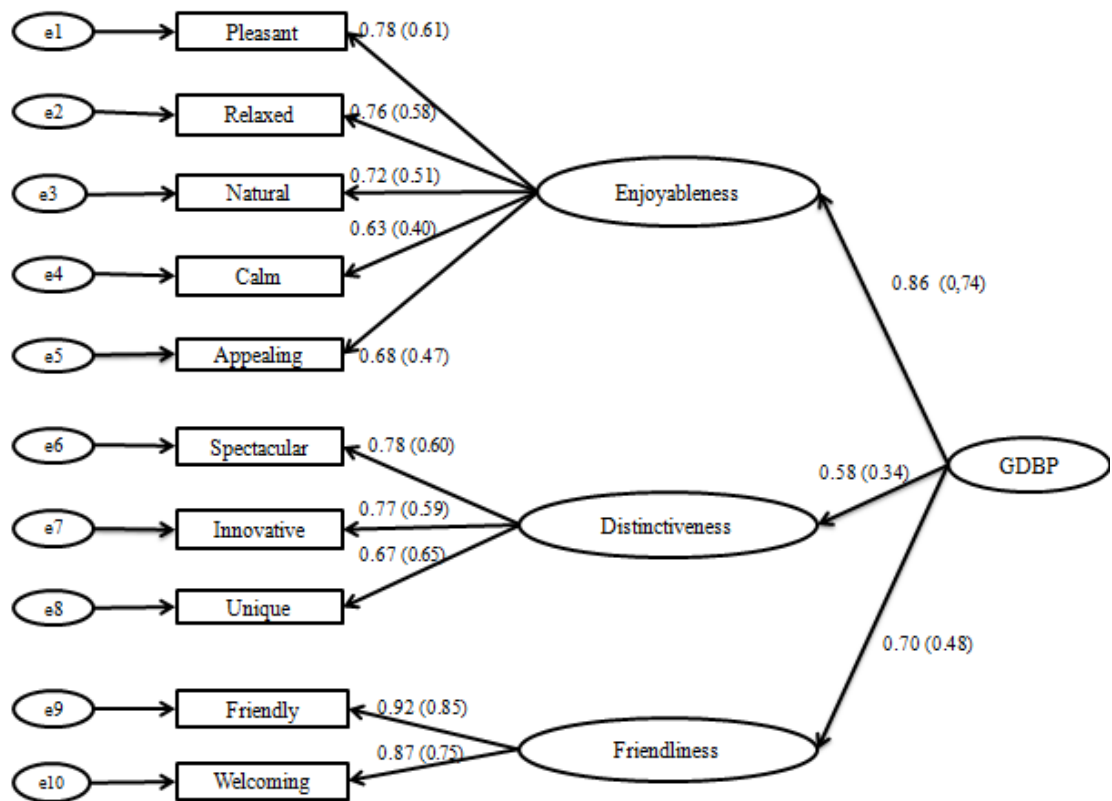 e1
Pleasant
0.78 (0.61)
e2
Relaxed
0.76 (0.58)
e3
Natural
0.72 (0.51)
Enjoyableness
0.63 (0.40)
e4
Calm
0.86 (0,74)
e5
Appealing
0.68 (0.47)
e6
Spectacular
0.78 (0.60)
GDBP
0.58 (0.34)
e7
Innovative
0.77 (0.59)
Distinctiveness
0.67 (0.65)
e8
Unique
0.70 (0.48)
e9
Friendly
0.92 (0.85)
Friendliness
0.87 (0.75)
e10
Welcoming